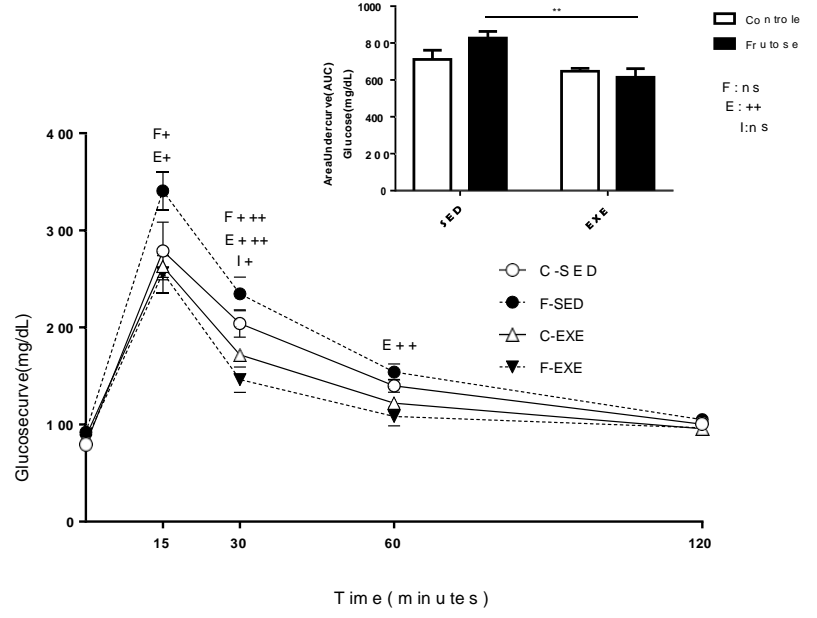 1000
800
600
400
200
0
AreaUndercurve(AUC)
Glucose(mg/dL)
SED
EXE
**
Controle
Frutose
F : ns
E : ++
I:ns
400
300
200
100
0
Glucosecurve(mg/dL)
F+
E+
F+++
E+++
I+
E++
C-SED
F-SED
C-EXE
F-EXE
15
30
60
120
Time(minutes)